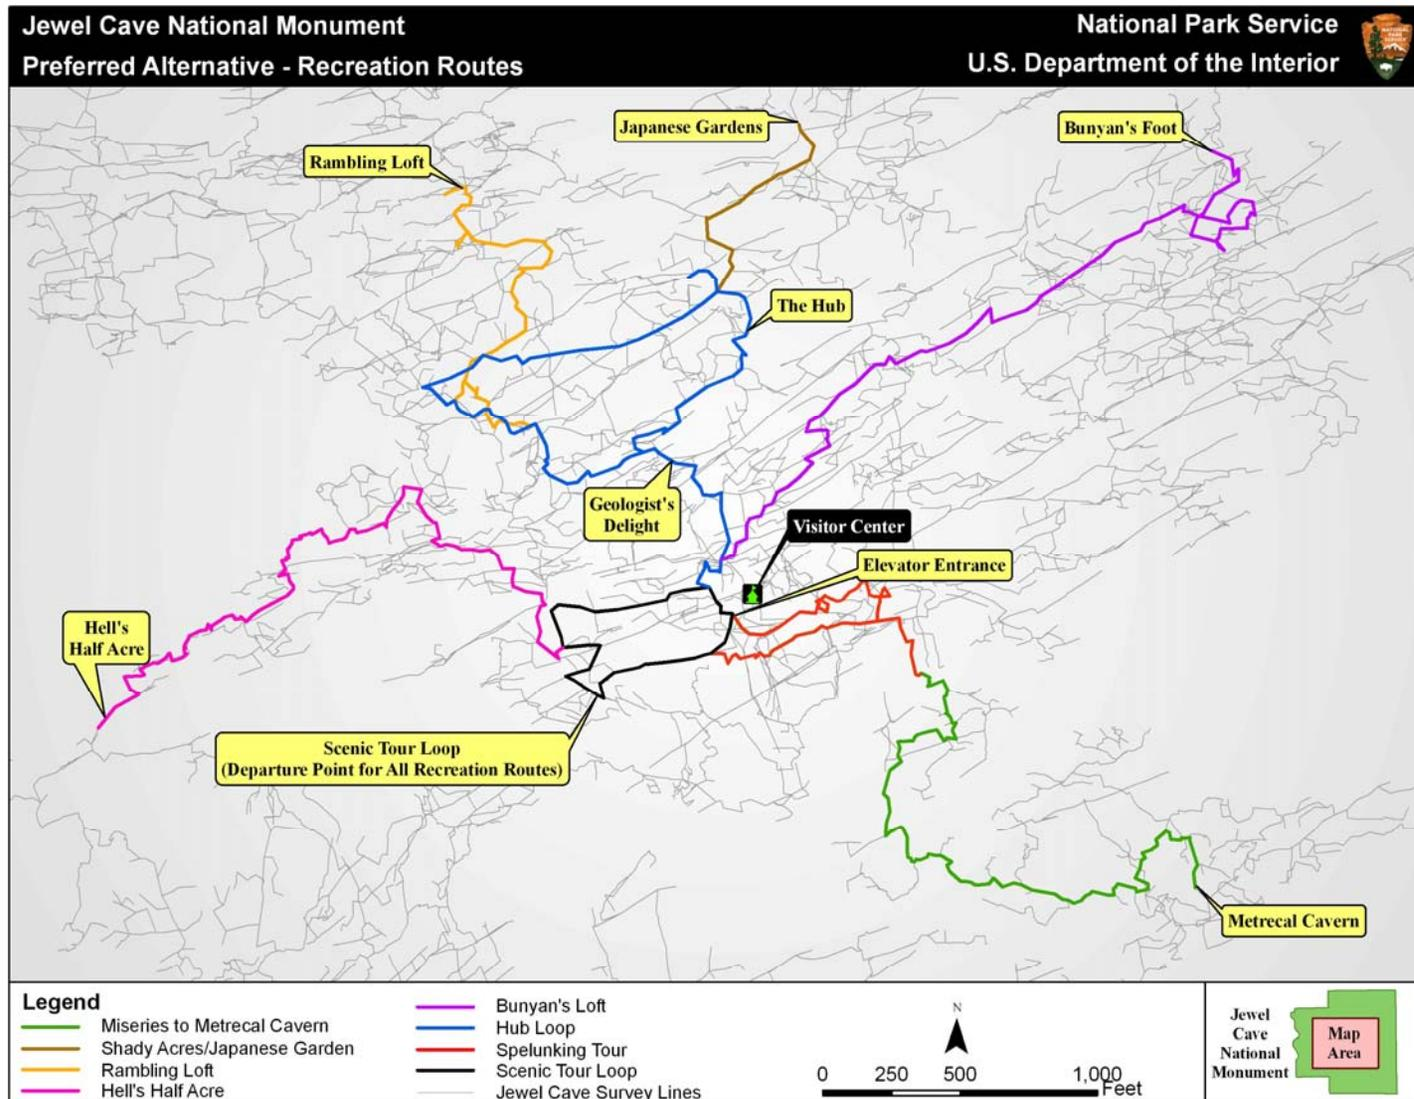 Jewel Cave National Monument
Preferred Alternative - Recreation Routes
National Park Service
U.S. Department of the Interior
Japanese Gardens
Bunyan's Foot
Rambling Loft
The Hub
Geologist's
Delight
Visitor Center
Elevator Entrance
Hell's
Half Acre
Scenic Tour Loop
(Departure Point for All Recreation Routes)
Metrecal Cavern
Legend
Miseries to Metrecal Cavern
Shady Acres/Japanese Garden
Rambling Loft
Hell's Half Acre
Bunyan's Loft
Hub Loop
Spelunking Tour
Scenic Tour Loop
Jewel Cave Survey Lines
N
0 250 500 1,000
Feet
Jewel
Cave
National
Monument
Map
Area